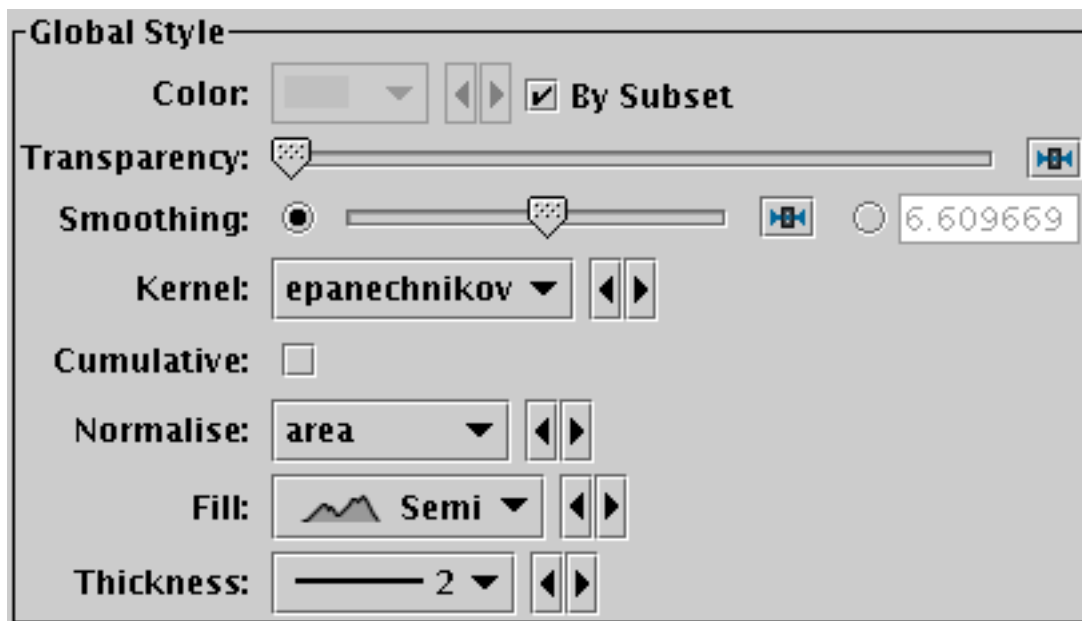 Global Style
Color: By Subset
Transparency:
Smoothing: 6.609669
Kernel: epanechnikov
Cumulative:
Normalise: area
Fill: Semi
Thickness: 2